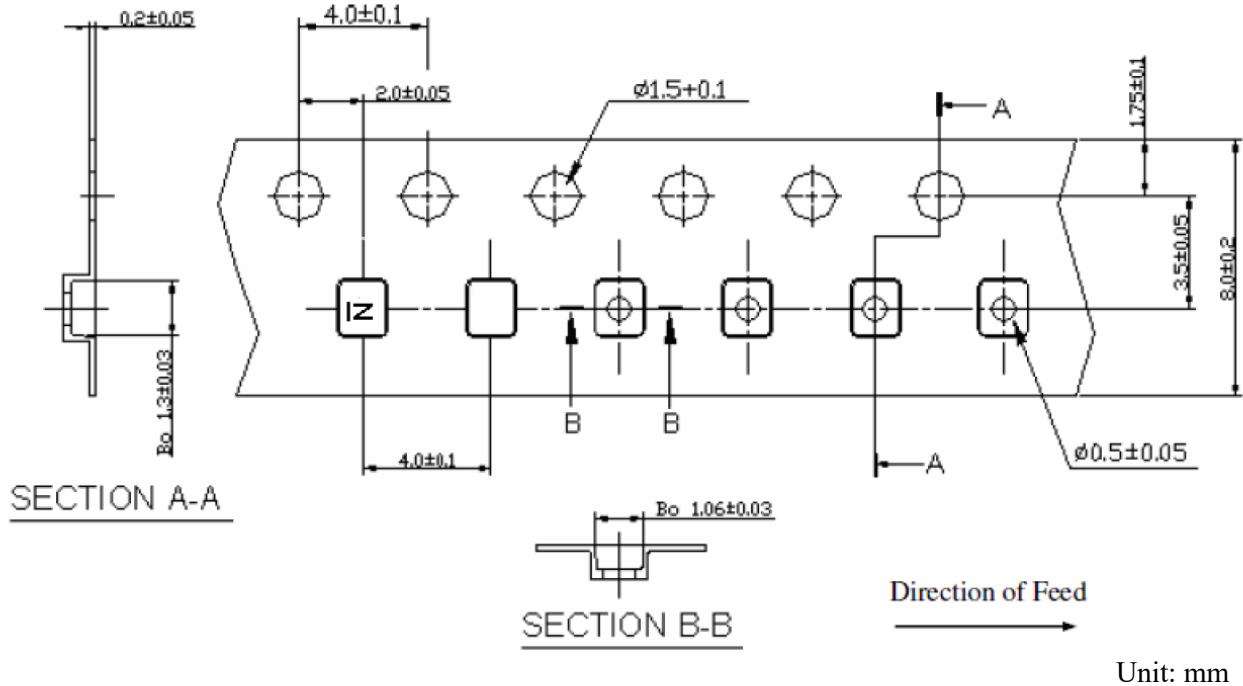 0.2±0.05
4.0±0.1
2.0±0.05
Ø1.5+0.1
A
1.75±0.1
3.5±0.05
8.0±0.2
Bo 1.3±0.03
IN
B
B
4.0±0.1
A
Ø0.5±0.05
SECTION A-A
Bo 1.06±0.03
SECTION B-B
Direction of Feed
Unit: mm